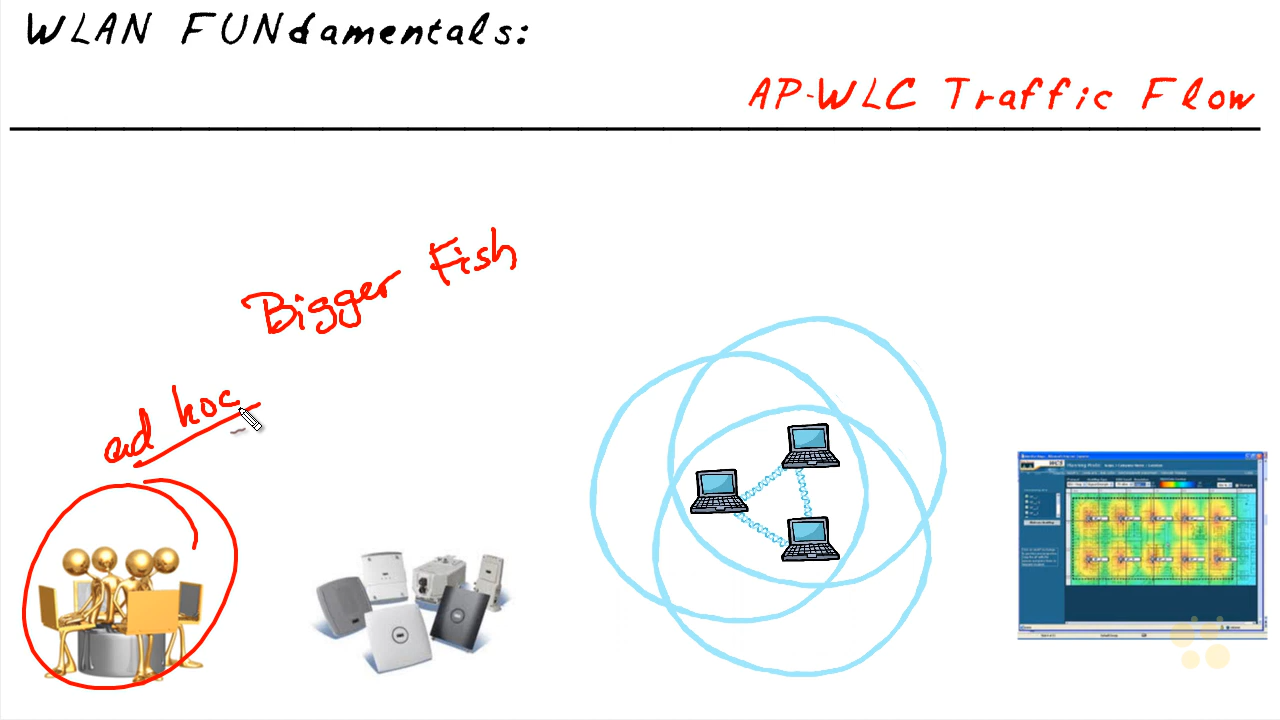 WLAN FUNdamentals:
AP-WLC Traffic Flow
Bigger Fish
ad hoc